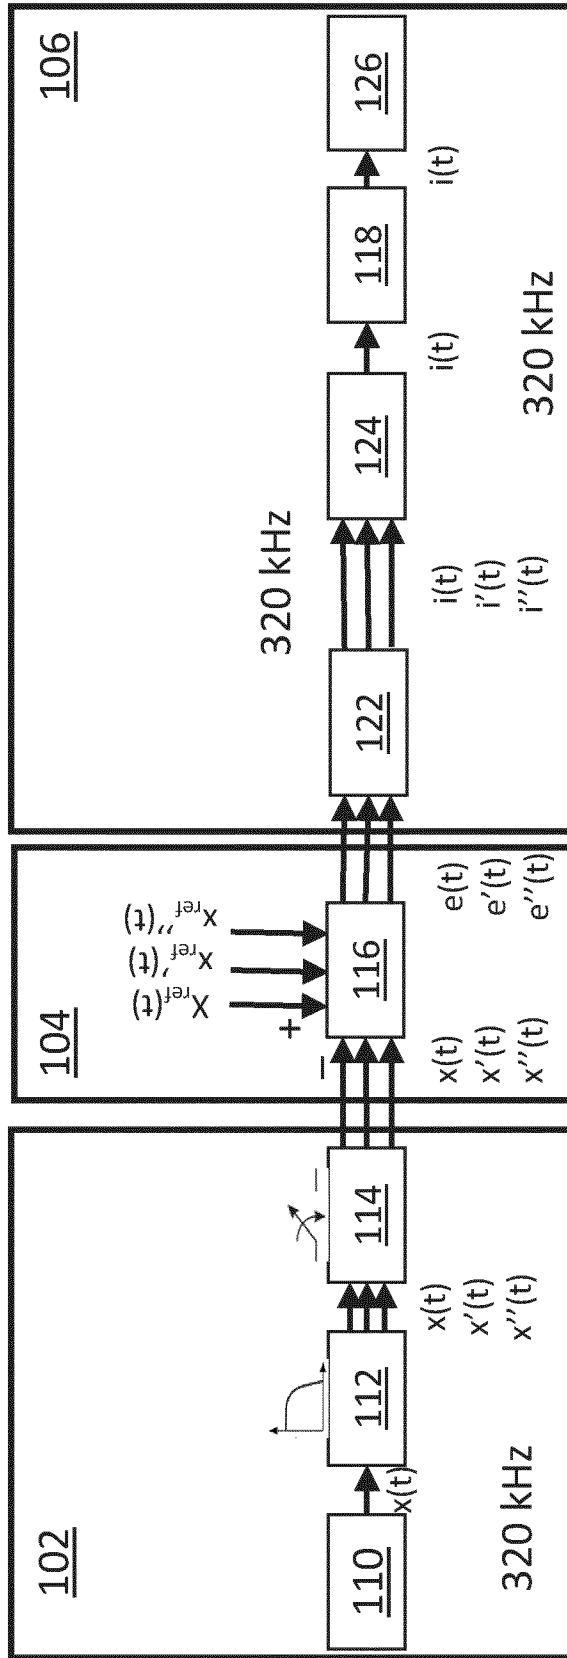 102
110
x(t)
112
x(t)
x'(t)
x''(t)
114
320 kHz
104
x_ref(t)
x_ref'(t)
x_ref''(t)
+
−
116
x(t)
x'(t)
x''(t)
e(t)
e'(t)
e''(t)
106
320 kHz
122
i(t)
i'(t)
i''(t)
124
i(t)
118
i(t)
126
320 kHz